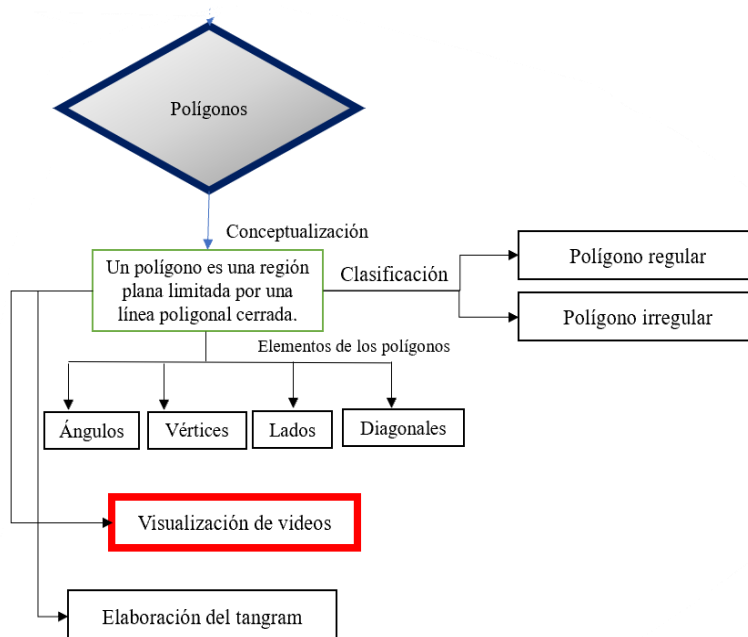 Polígonos
Conceptualización
Un polígono es una región
plana limitada por una
línea poligonal cerrada.
Clasificación
Polígono regular
Polígono irregular
Elementos de los polígonos
Ángulos
Vértices
Lados
Diagonales
Visualización de videos
Elaboración del tangram